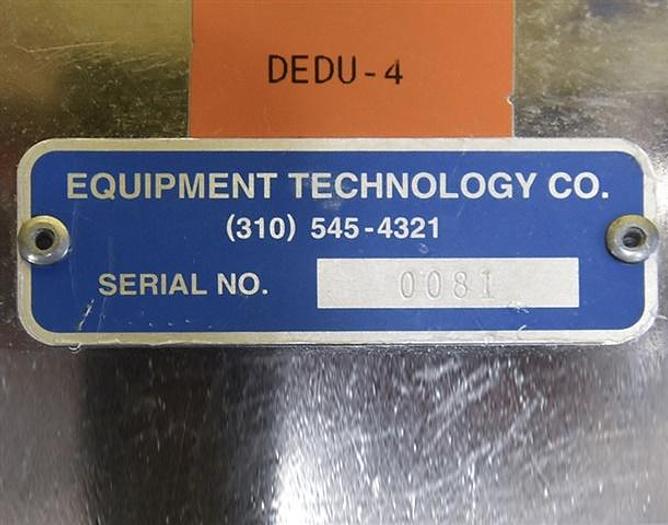 DEDU-4
EQUIPMENT TECHNOLOGY CO.
(310) 545-4321
SERIAL NO. 0081